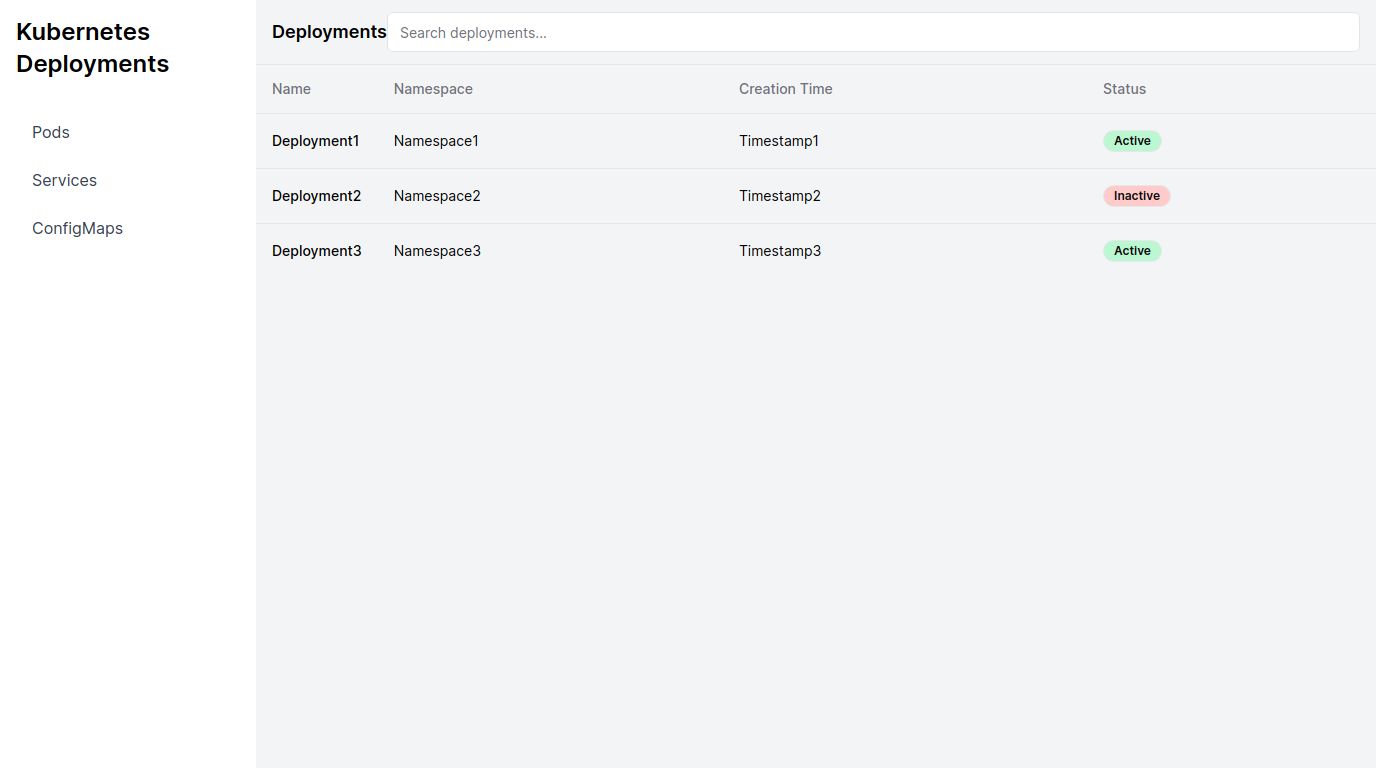 Kubernetes
Deployments
Pods
Services
ConfigMaps
Deployments Search deployments...
Name Namespace Creation Time Status
Deployment1 Namespace1 Timestamp1 Active
Deployment2 Namespace2 Timestamp2 Inactive
Deployment3 Namespace3 Timestamp3 Active